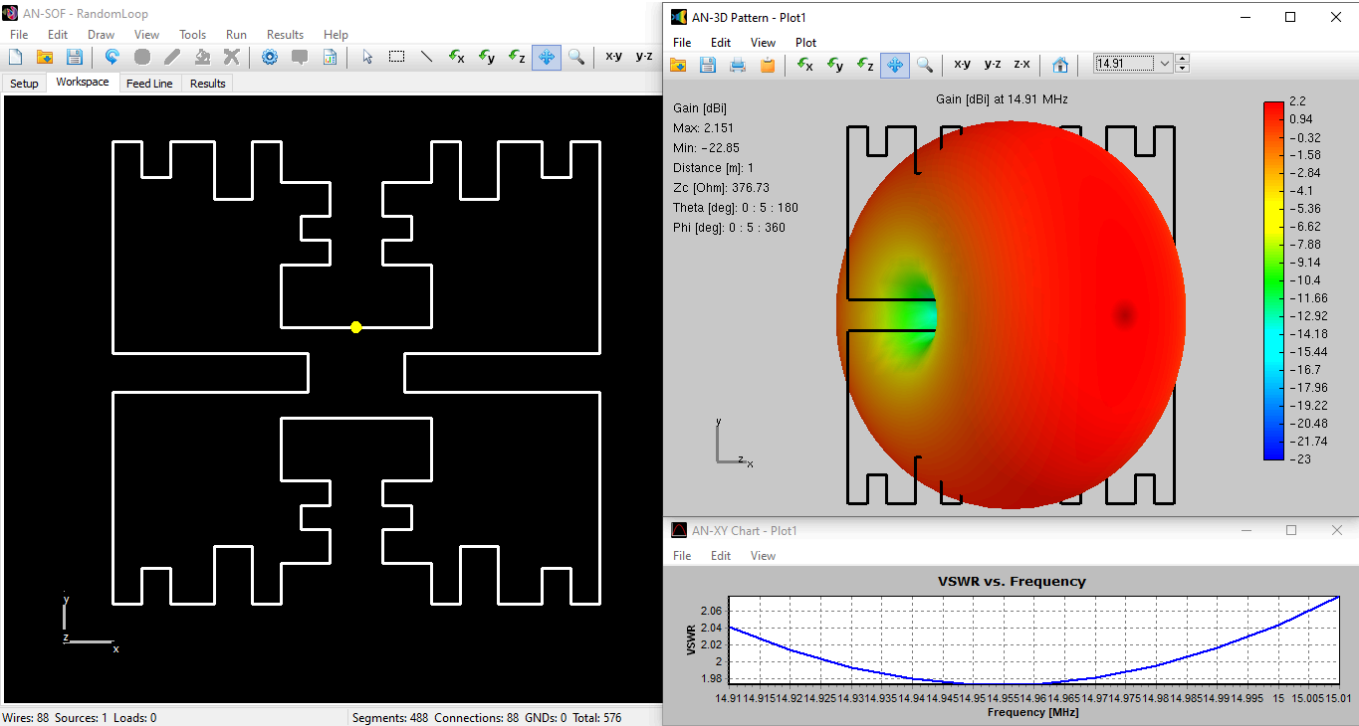 AN-SOF - RandomLoop
File Edit Draw View Tools Run Results Help
x-y y-z
Setup Workspace Feed Line Results
y
z
x
Wires: 88 Sources: 1 Loads: 0 Segments: 488 Connections: 88 GNDs: 0 Total: 576
AN-3D Pattern - Plot1
File Edit View Plot
x-y y-z z-x 14.91
Gain [dBi] at 14.91 MHz
Gain [dBi]
Max: 2.151
Min: -22.85
Distance [m]: 1
Zc [Ohm]: 376.73
Theta [deg]: 0 : 5 : 180
Phi [deg]: 0 : 5 : 360
2.2
0.94
-0.32
-1.58
-2.84
-4.1
-5.36
-6.62
-7.88
-9.14
-10.4
-11.66
-12.92
-14.18
-15.44
-16.7
-17.96
-19.22
-20.48
-21.74
-23
y
z x
AN-XY Chart - Plot1
File Edit View
VSWR vs. Frequency
VSWR
2.06
2.04
2.02
2
1.98
14.91 14.915 14.92 14.925 14.93 14.935 14.94 14.945 14.95 14.955 14.96 14.965 14.97 14.975 14.98 14.985 14.99 14.995 15 15.005 15.01
Frequency [MHz]